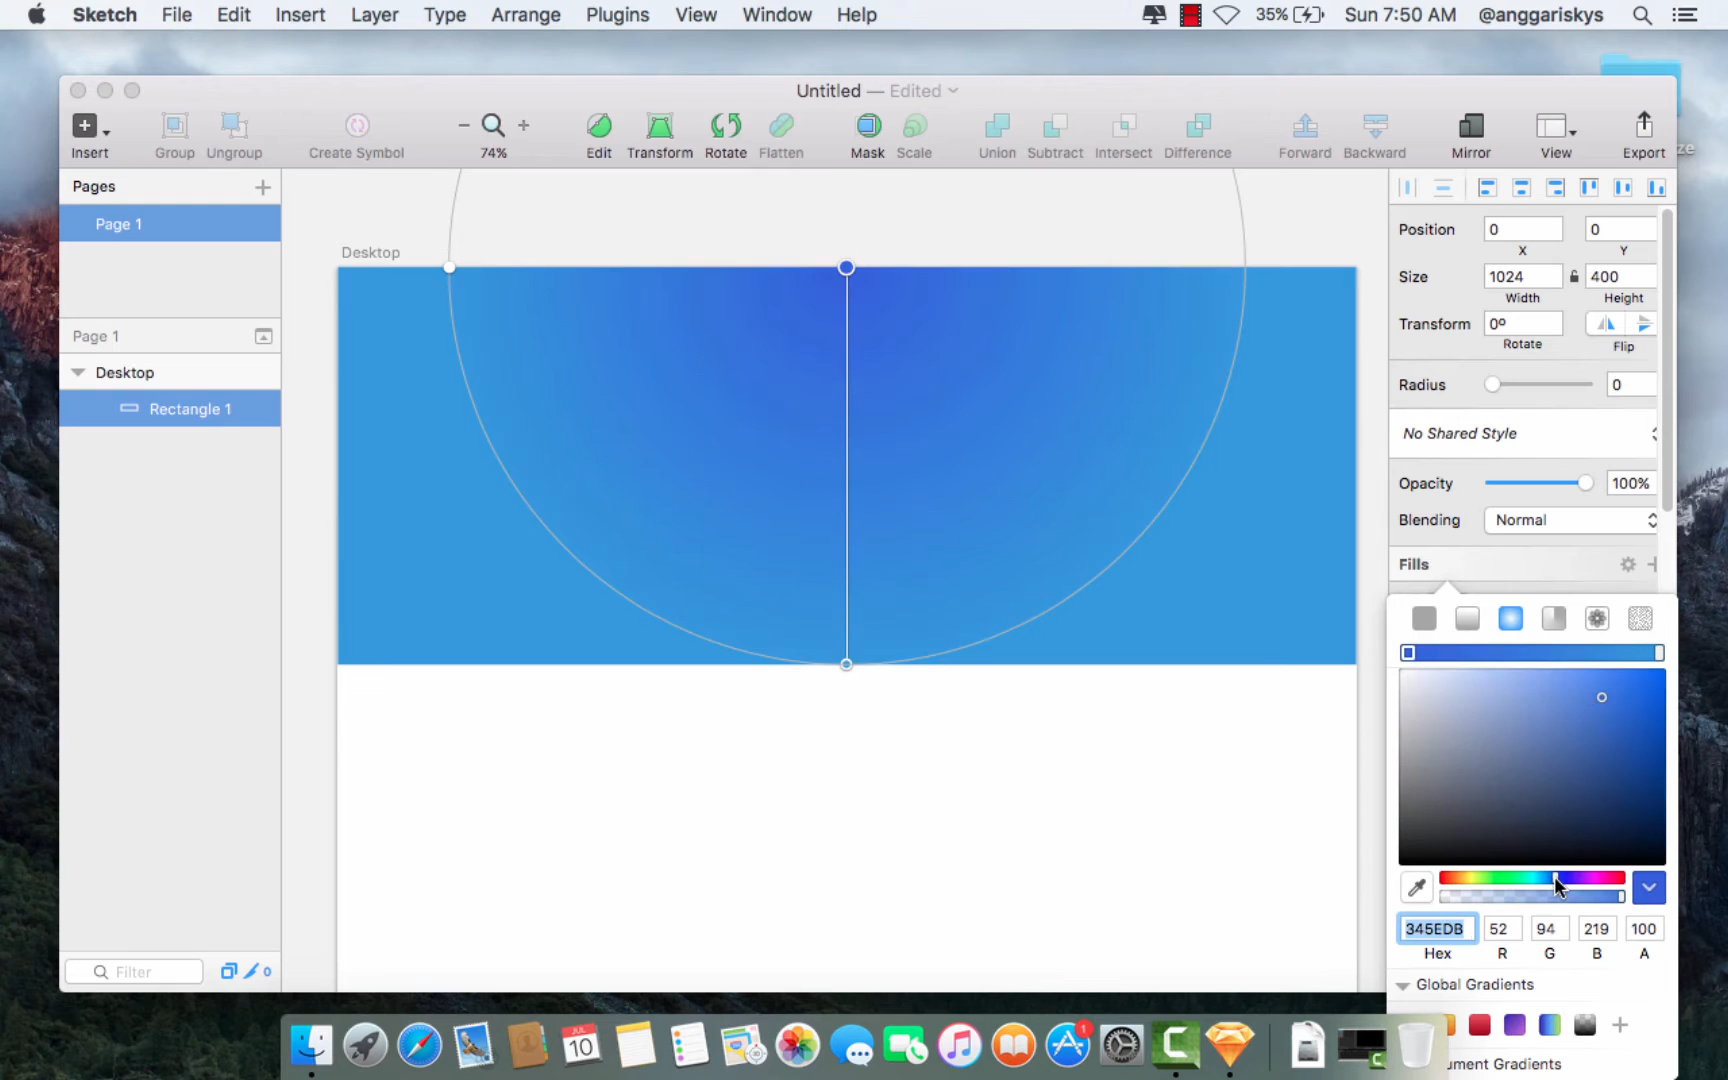 Sketch File Edit Insert Layer Type Arrange Plugins View Window Help 35% Sun 7:50 AM @anggariskys
Untitled — Edited
Insert Group Ungroup Create Symbol 74% Edit Transform Rotate Flatten Mask Scale Union Subtract Intersect Difference Forward Backward Mirror View Export
Pages
Page 1
Page 1
Desktop
Rectangle 1
Filter 0
Desktop
Position 0 0
X Y
Size 1024 400
Width Height
Transform 0º
Rotate Flip
Radius 0
No Shared Style
Opacity 100%
Blending Normal
Fills
345EDB 52 94 219 100
Hex R G B A
Global Gradients
ument Gradients
JUL
10
1